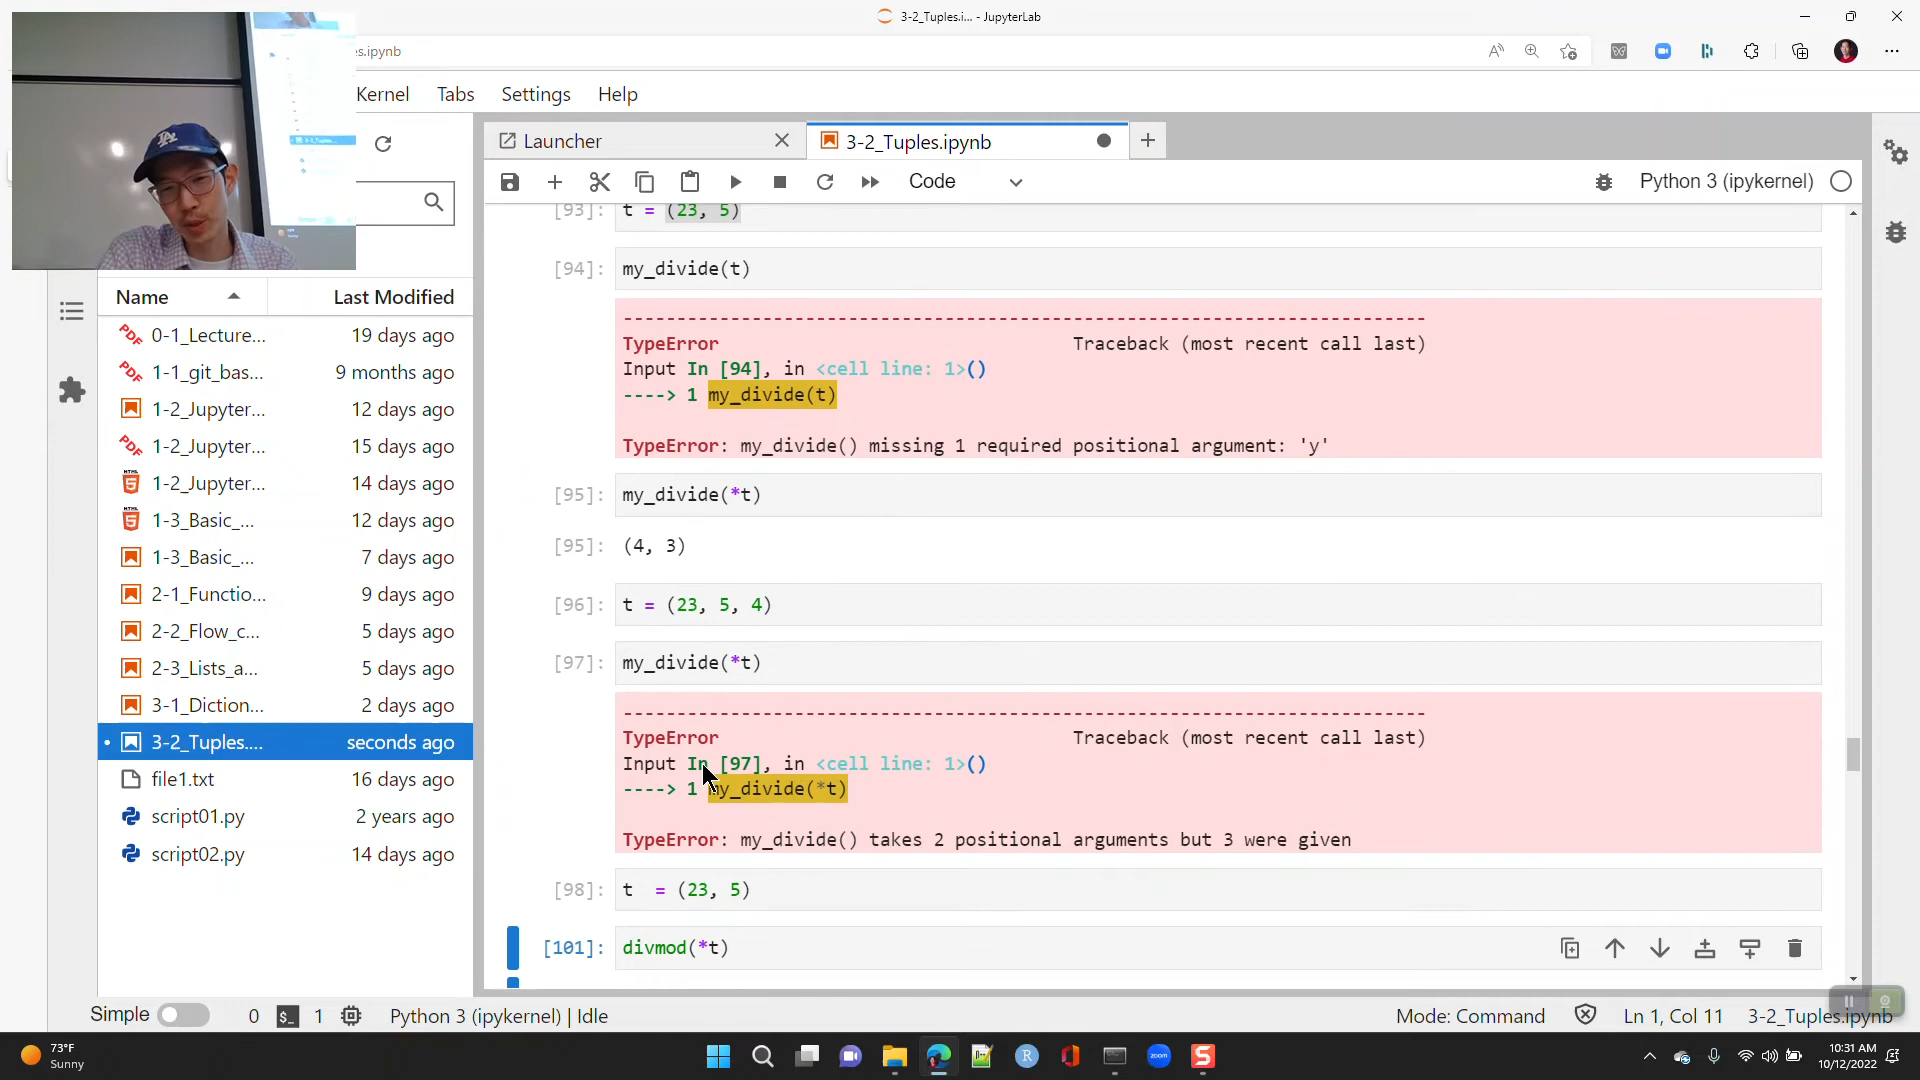 3-2_Tuples.i... - JupyterLab
es.ipynb
Kernel Tabs Settings Help
Launcher
3-2_Tuples.ipynb
Code
Python 3 (ipykernel)
Name Last Modified
0-1_Lecture... 19 days ago
1-1_git_bas... 9 months ago
1-2_Jupyter... 12 days ago
1-2_Jupyter... 15 days ago
1-2_Jupyter... 14 days ago
1-3_Basic_... 12 days ago
1-3_Basic_... 7 days ago
2-1_Functio... 9 days ago
2-2_Flow_c... 5 days ago
2-3_Lists_a... 5 days ago
3-1_Diction... 2 days ago
3-2_Tuples.... seconds ago
file1.txt 16 days ago
script01.py 2 years ago
script02.py 14 days ago
[93]: t = (23, 5)
[94]: my_divide(t)
---------------------------------------------------------------------------
TypeError Traceback (most recent call last)
Input In [94], in <cell line: 1>()
----> 1 my_divide(t)
TypeError: my_divide() missing 1 required positional argument: 'y'
[95]: my_divide(*t)
[95]: (4, 3)
[96]: t = (23, 5, 4)
[97]: my_divide(*t)
---------------------------------------------------------------------------
TypeError Traceback (most recent call last)
Input In [97], in <cell line: 1>()
----> 1 my_divide(*t)
TypeError: my_divide() takes 2 positional arguments but 3 were given
[98]: t  = (23, 5)
[101]: divmod(*t)
Simple 0 1 Python 3 (ipykernel) | Idle
Mode: Command Ln 1, Col 11 3-2_Tuples.ipynb
73°F
Sunny
10:31 AM
10/12/2022